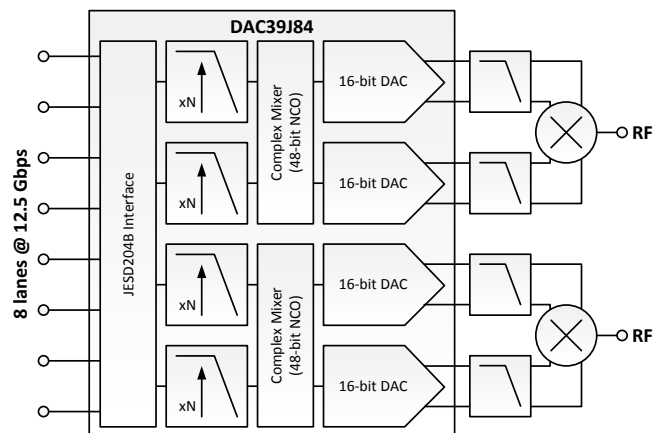 DAC39J84
8 lanes @ 12.5 Gbps
JESD204B Interface
xN
Complex Mixer
(48-bit NCO)
16-bit DAC
RF
xN
16-bit DAC
xN
Complex Mixer
(48-bit NCO)
16-bit DAC
RF
xN
16-bit DAC